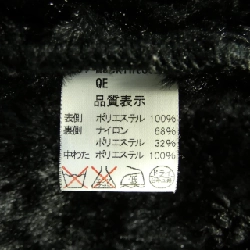 QE
品質表示
表側 ポリエステル 100%
裏側 ナイロン 68%
ポリエステル 32%
中わた ポリエステル 100%